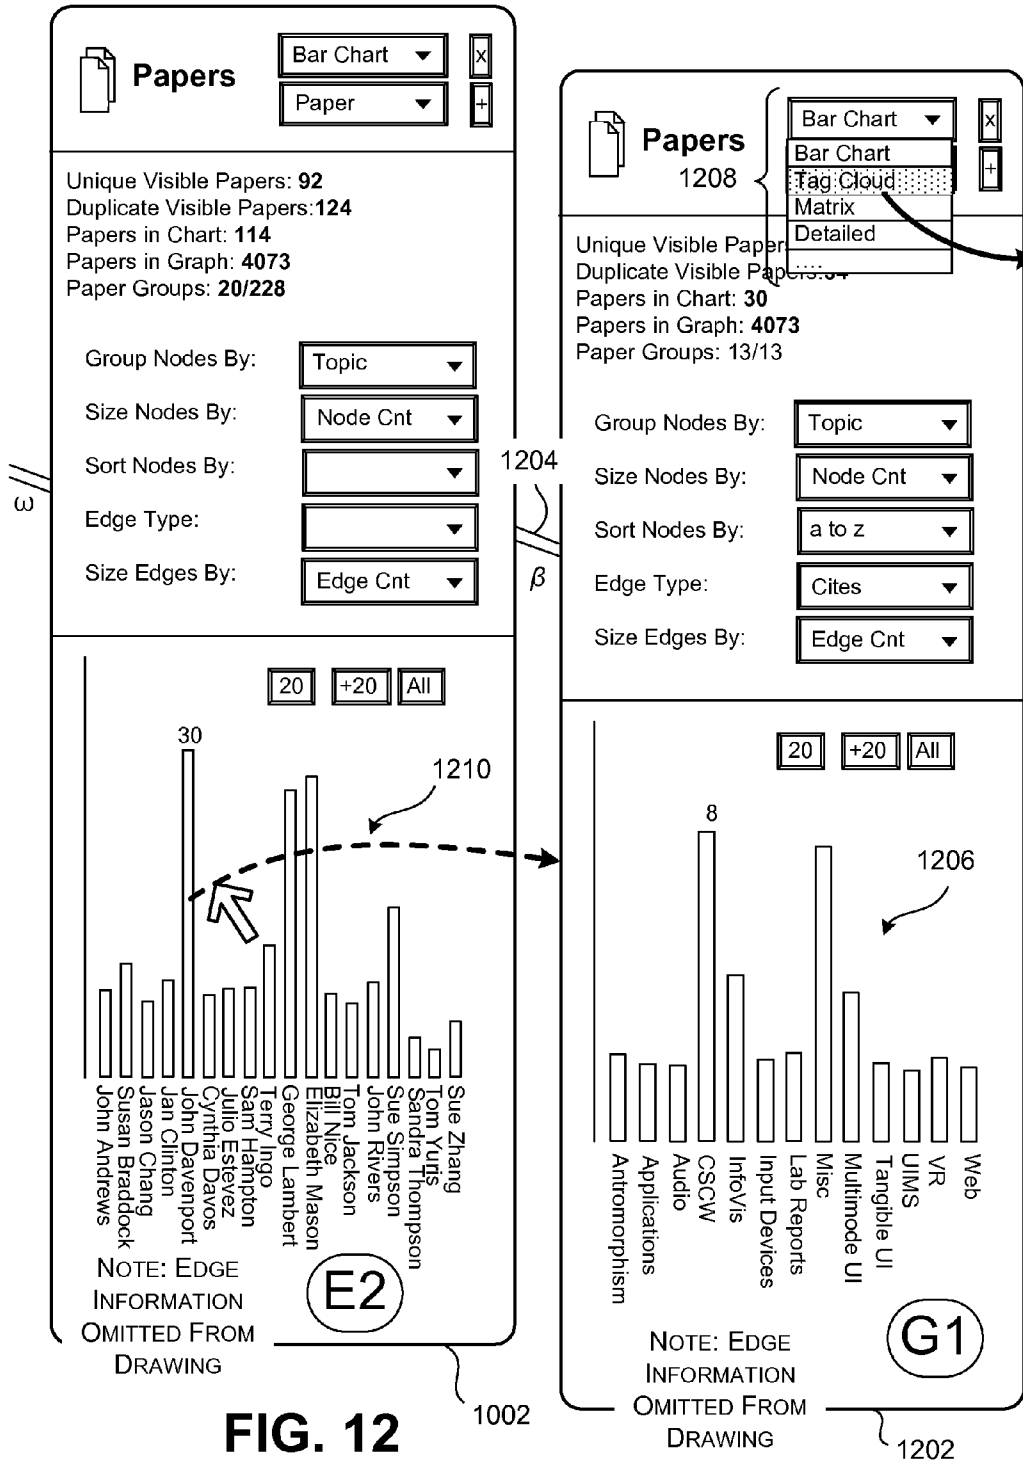 Papers
Bar Chart
x
Paper
+
Unique Visible Papers: 92
Duplicate Visible Papers:124
Papers in Chart: 114
Papers in Graph: 4073
Paper Groups: 20/228
Group Nodes By:
Topic
Size Nodes By:
Node Cnt
Sort Nodes By:
Edge Type:
Size Edges By:
Edge Cnt
ω
20
+20
All
30
1210
John Andrews
Susan Braddock
Jason Chang
Jan Clinton
John Davenport
Cynthia Davos
Julio Estevez
Sam Hampton
Terry Ingo
George Lambert
Elizabeth Mason
Bill Nice
Tom Jackson
John Rivers
Sue Simpson
Sandra Thompson
Tom Yuris
Sue Zhang
NOTE: EDGE
INFORMATION
OMITTED FROM
DRAWING
E2
1002
1204
β
Papers
1208
Bar Chart
x
+
Bar Chart
Tag Cloud
Matrix
Detailed
....
Unique Visible Paper
Duplicate Visible Papers:34
Papers in Chart: 30
Papers in Graph: 4073
Paper Groups: 13/13
Group Nodes By:
Topic
Size Nodes By:
Node Cnt
Sort Nodes By:
a to z
Edge Type:
Cites
Size Edges By:
Edge Cnt
20
+20
All
8
1206
Antromorphism
Applications
Audio
CSCW
InfoVis
Input Devices
Lab Reports
Misc
Multimode UI
Tangible UI
UIMS
VR
Web
NOTE: EDGE
INFORMATION
OMITTED FROM
DRAWING
G1
1202
FIG. 12